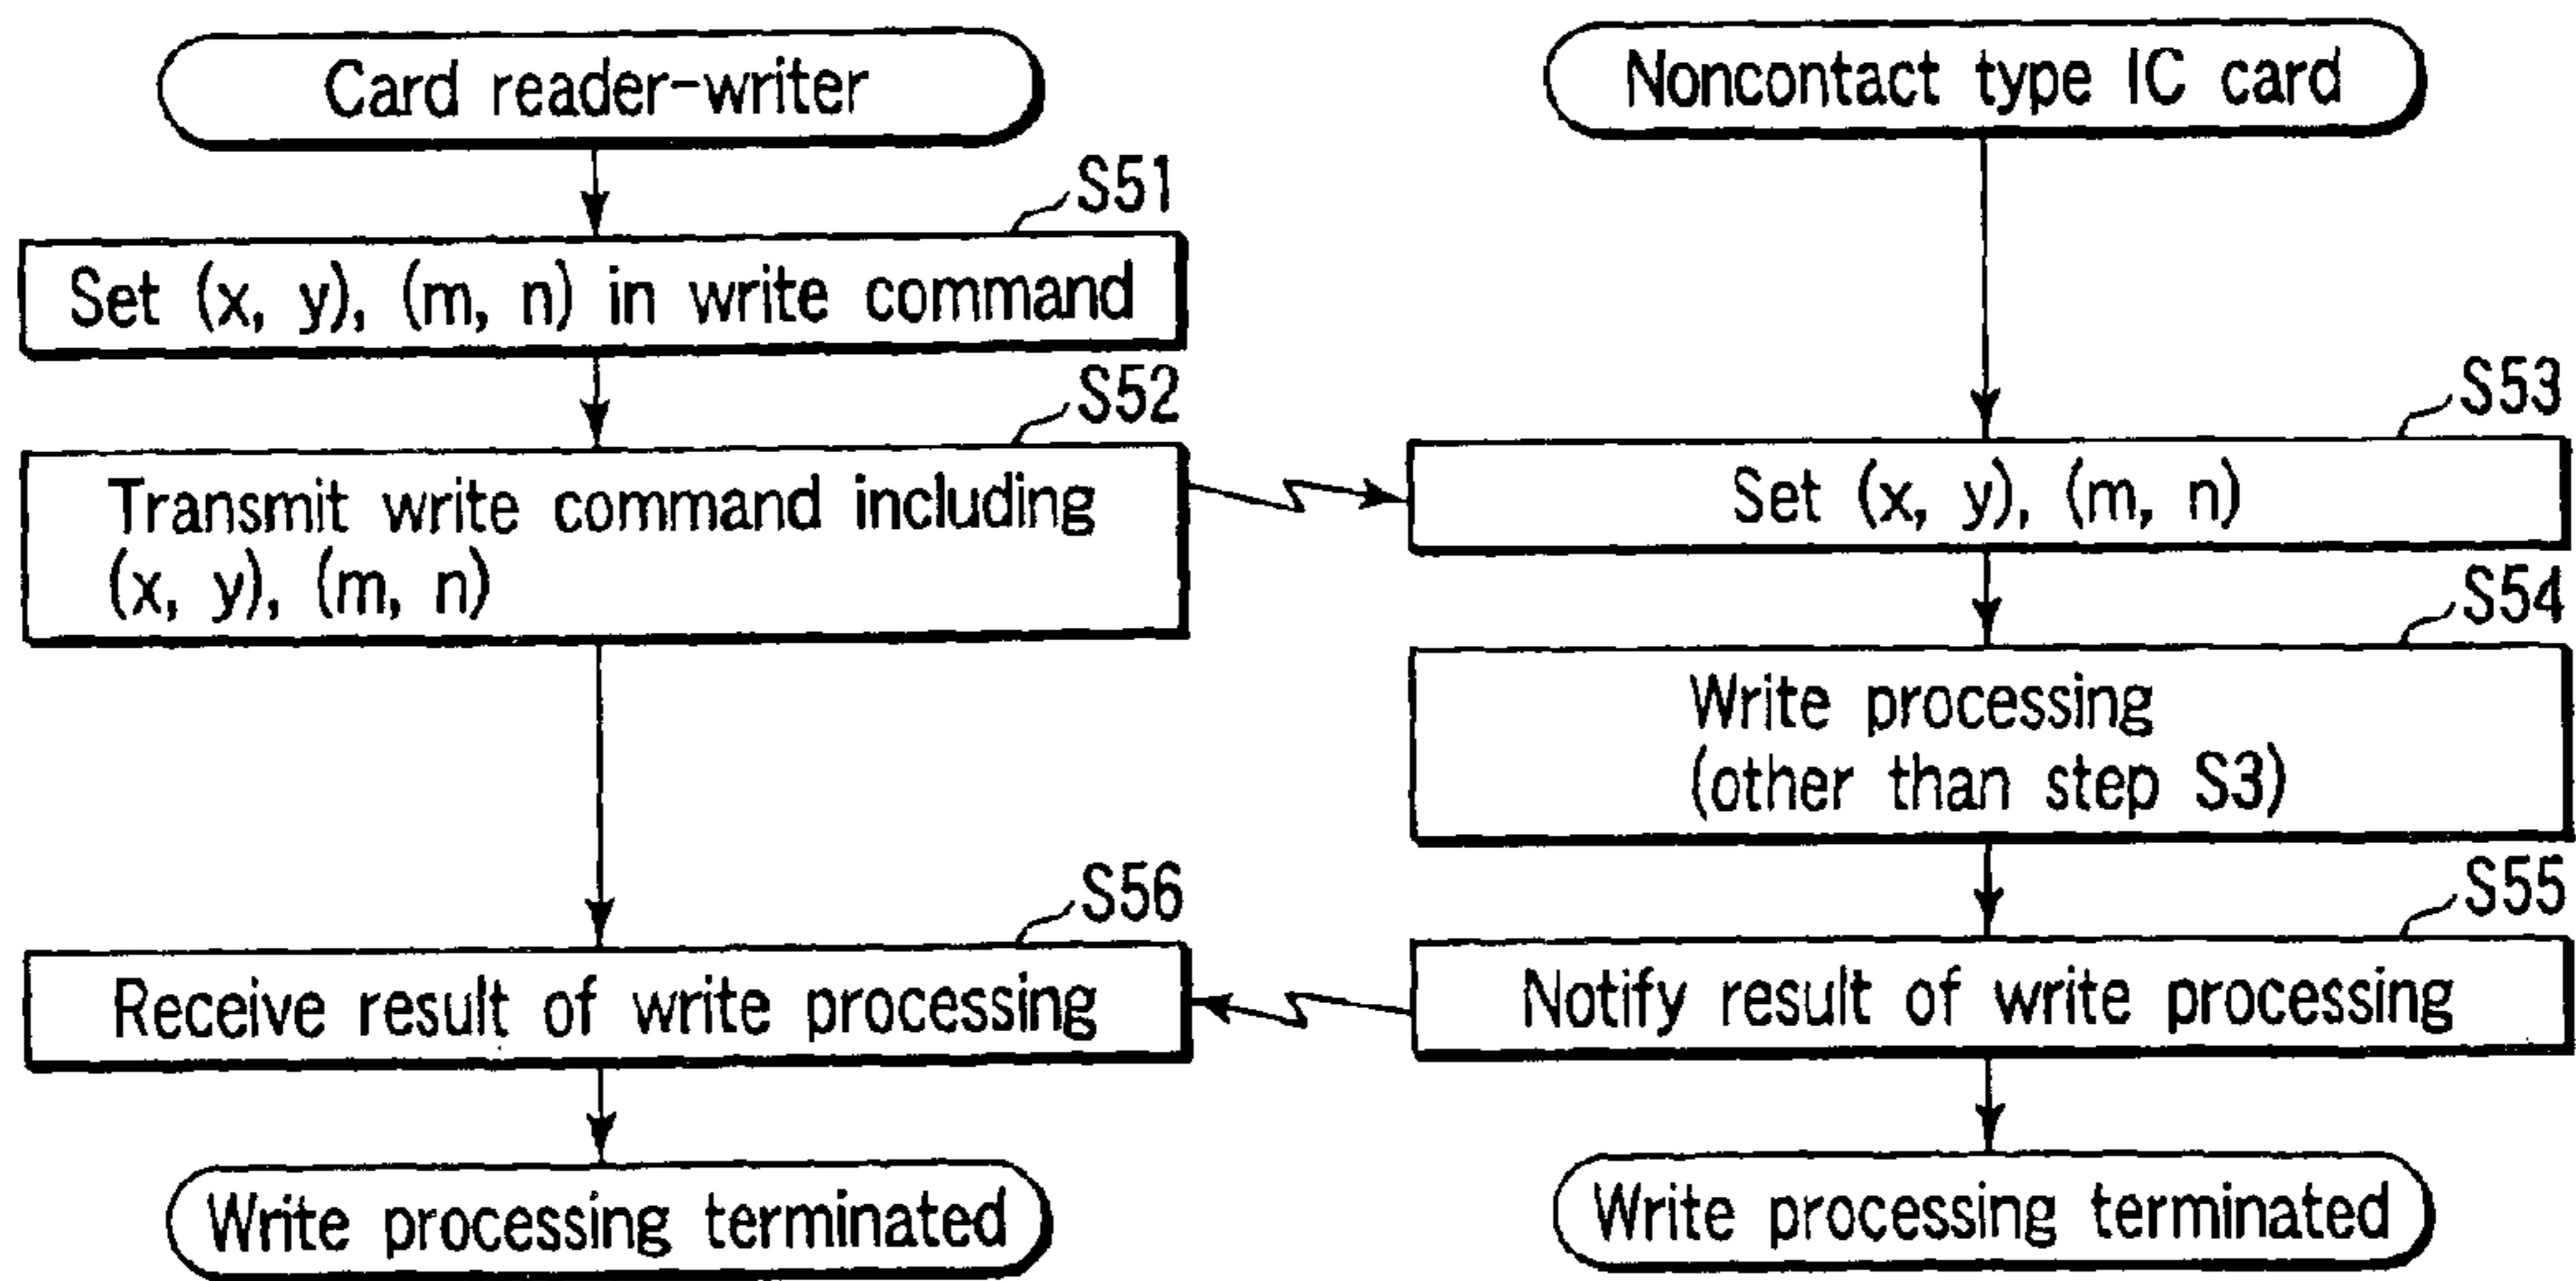 Card reader-writer
Noncontact type IC card
S51
Set (x, y), (m, n) in write command
S52
S53
Transmit write command including
(x, y), (m, n)
Set (x, y), (m, n)
S54
Write processing
(other than step S3)
S56
S55
Receive result of write processing
Notify result of write processing
Write processing terminated
Write processing terminated